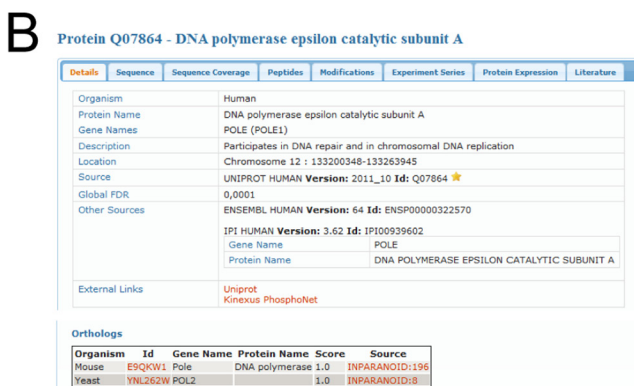 B
Protein Q07864 - DNA polymerase epsilon catalytic subunit A
Details Sequence Sequence Coverage Peptides Modifications Experiment Series Protein Expression Literature
Organism Human
Protein Name DNA polymerase epsilon catalytic subunit A
Gene Names POLE (POLE1)
Description Participates in DNA repair and in chromosomal DNA replication
Location Chromosome 12 : 133200348-133263945
Source UNIPROT HUMAN Version: 2011_10 Id: Q07864
Global FDR 0,0001
Other Sources ENSEMBL HUMAN Version: 64 Id: ENSP00000322570
IPI HUMAN Version: 3.62 Id: IPI00939602
Gene Name POLE
Protein Name DNA POLYMERASE EPSILON CATALYTIC SUBUNIT A
External Links Uniprot
Kinexus PhosphoNet
Orthologs
Organism Id Gene Name Protein Name Score Source
Mouse E9QKW1 Pole DNA polymerase 1.0 INPARANOID:196
Yeast YNL262W POL2 1.0 INPARANOID:8